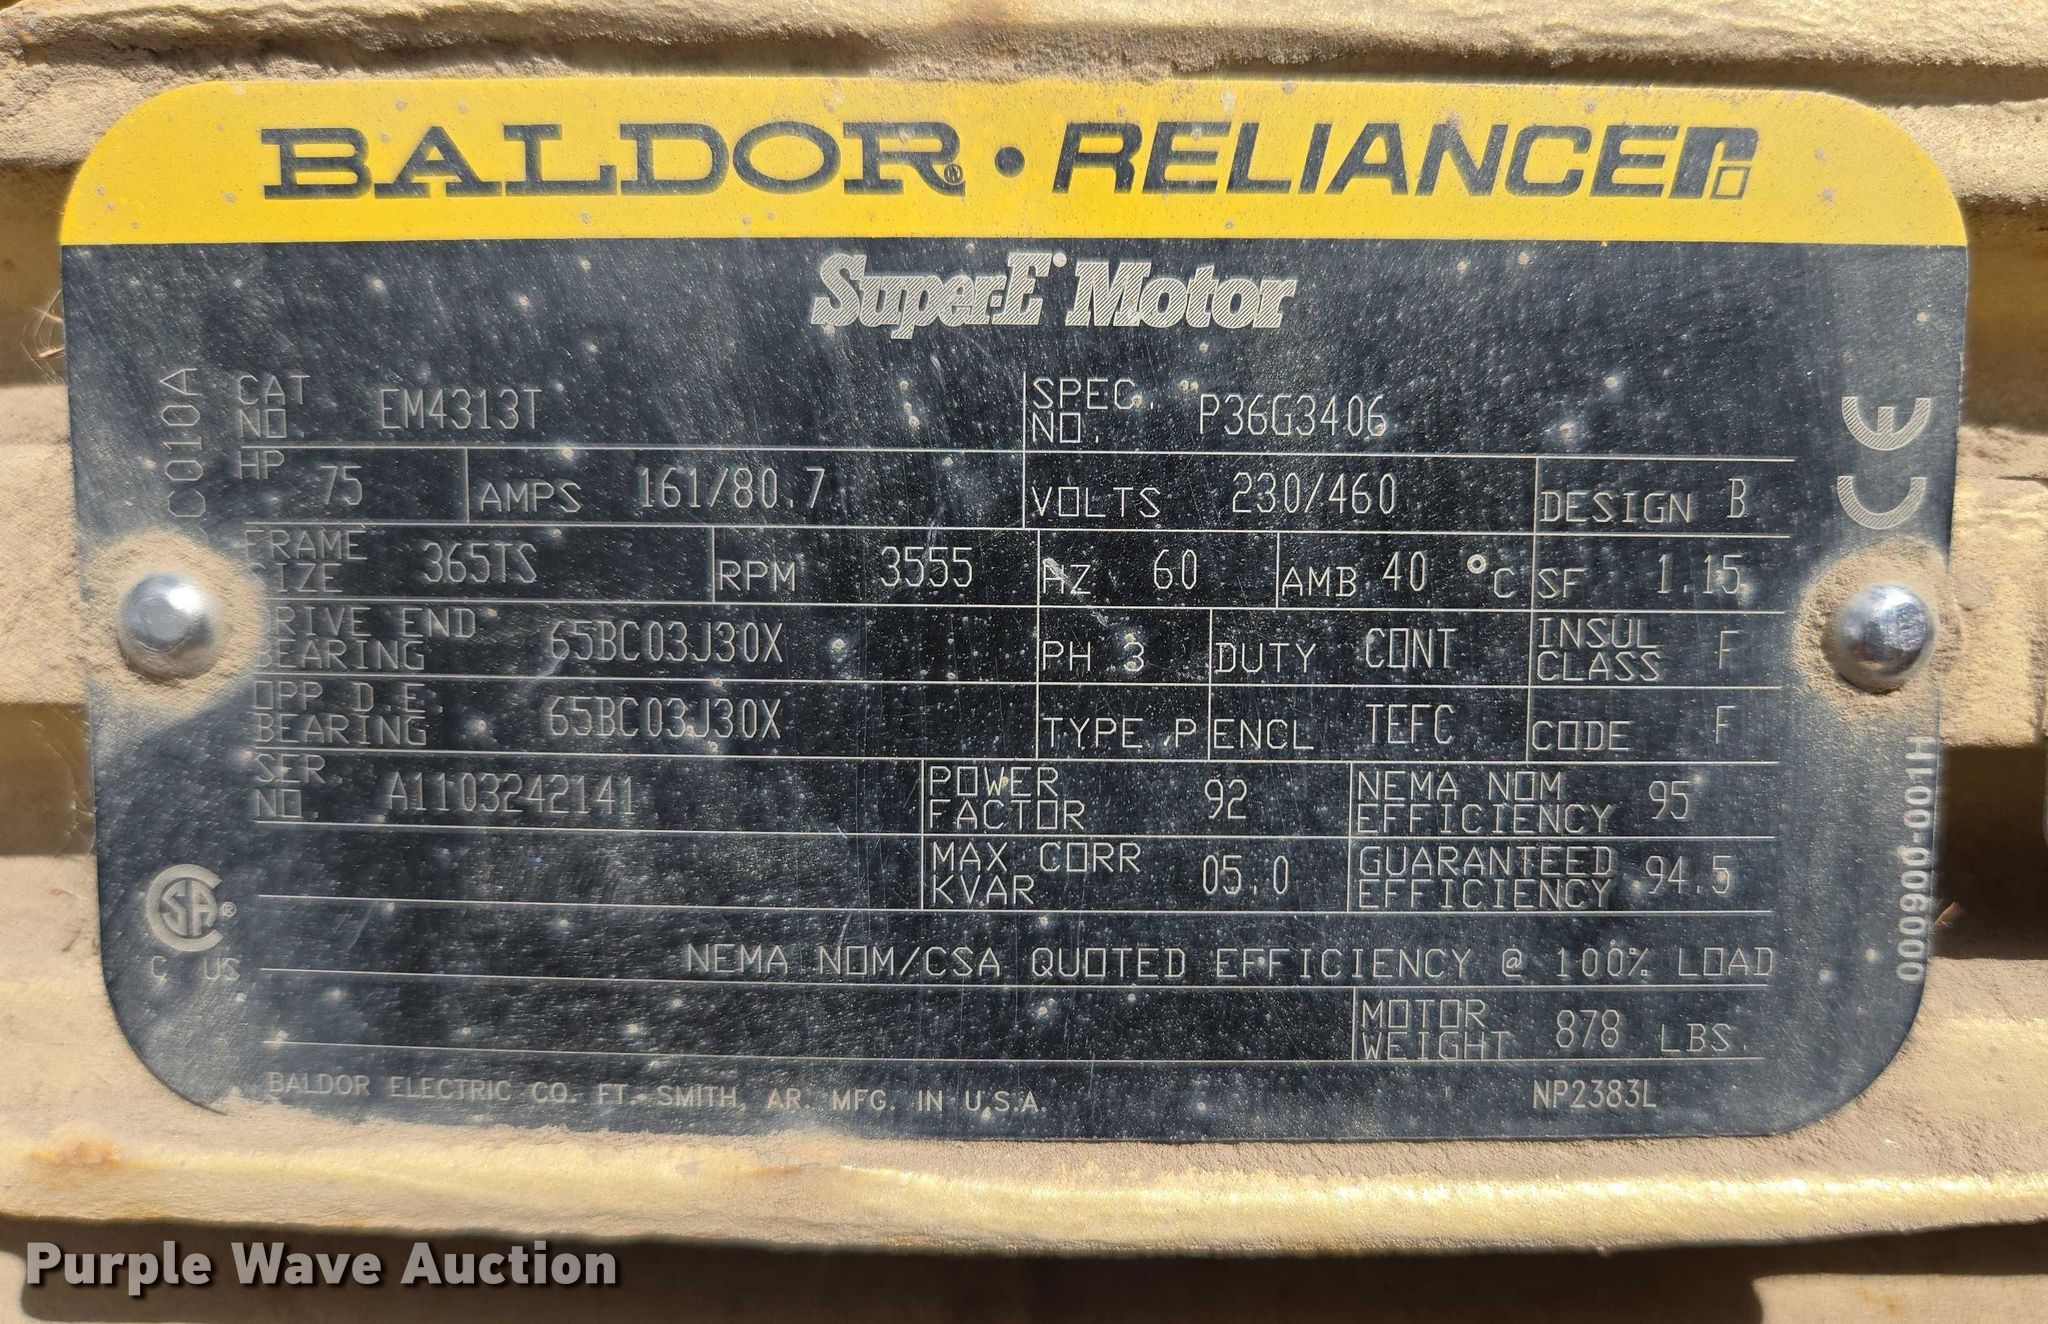 BALDOR® • RELIANCER
Super-E® Motor
C010A
CAT NO. EM4313T SPEC. NO. P36G3406
HP 75 AMPS 161/80.7 VOLTS 230/460 DESIGN B
FRAME SIZE 365TS RPM 3555 HZ 60 AMB 40 °C SF 1.15
DRIVE END BEARING 65BC03J30X PH 3 DUTY CONT INSUL CLASS F
OPP D.E. BEARING 65BC03J30X TYPE P ENCL TEFC CODE F
SER. NO. A1103242141 POWER FACTOR 92 NEMA NOM EFFICIENCY 95
MAX CORR KVAR 05.0 GUARANTEED EFFICIENCY 94.5
NEMA NOM/CSA QUOTED EFFICIENCY @ 100% LOAD
MOTOR WEIGHT 878 LBS.
BALDOR ELECTRIC CO. FT. SMITH, AR. MFG. IN U.S.A. NP2383L
CSA®
C US
CE
000900-001H
Purple Wave Auction